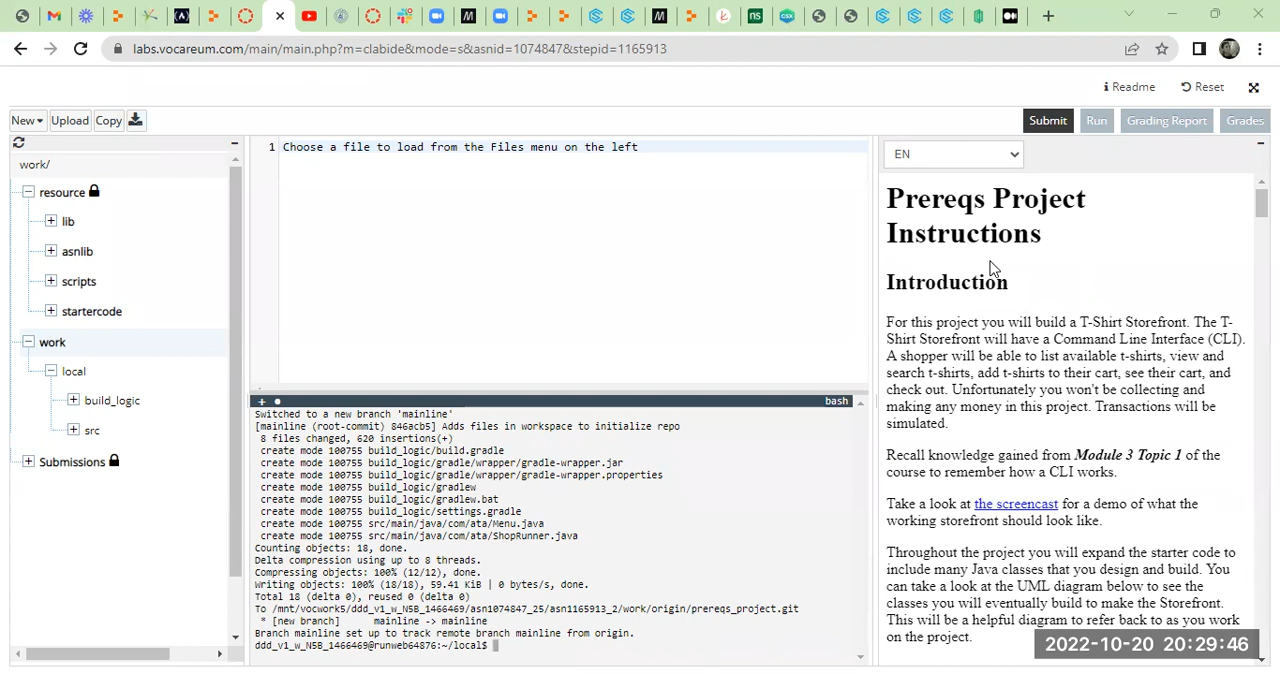 labs.vocareum.com/main/main.php?m=clabide&mode=s&asnid=1074847&stepid=1165913
Readme
Reset
New
Upload
Copy
Submit
Run
Grading Report
Grades
work/
resource
lib
asnlib
scripts
startercode
work
local
build_logic
src
Submissions
1 Choose a file to load from the Files menu on the left
+
bash
Switched to a new branch 'mainline'
[mainline (root-commit) 846acb5] Adds files in workspace to initialize repo
8 files changed, 620 insertions(+)
create mode 100755 build_logic/build.gradle
create mode 100755 build_logic/gradle/wrapper/gradle-wrapper.jar
create mode 100755 build_logic/gradle/wrapper/gradle-wrapper.properties
create mode 100755 build_logic/gradlew
create mode 100755 build_logic/gradlew.bat
create mode 100755 build_logic/settings.gradle
create mode 100755 src/main/java/com/ata/Menu.java
create mode 100755 src/main/java/com/ata/ShopRunner.java
Counting objects: 18, done.
Delta compression using up to 8 threads.
Compressing objects: 100% (12/12), done.
Writing objects: 100% (18/18), 59.41 KiB | 0 bytes/s, done.
Total 18 (delta 0), reused 0 (delta 0)
To /mnt/vocwork5/ddd_v1_w_N5B_1466469/asn1074847_25/asn1165913_2/work/origin/prereqs_project.git
* [new branch] mainline -> mainline
Branch mainline set up to track remote branch mainline from origin.
ddd_v1_w_N5B_1466469@runweb64876:~/local$
EN
Prereqs Project
Instructions
Introduction
For this project you will build a T-Shirt Storefront. The T-
Shirt Storefront will have a Command Line Interface (CLI).
A shopper will be able to list available t-shirts, view and
search t-shirts, add t-shirts to their cart, see their cart, and
check out. Unfortunately you won't be collecting and
making any money in this project. Transactions will be
simulated.
Recall knowledge gained from Module 3 Topic 1 of the
course to remember how a CLI works.
Take a look at the screencast for a demo of what the
working storefront should look like.
Throughout the project you will expand the starter code to
include many Java classes that you design and build. You
can take a look at the UML diagram below to see the
classes you will eventually build to make the Storefront.
This will be a helpful diagram to refer back to as you work
on the project.
2022-10-20 20:29:46